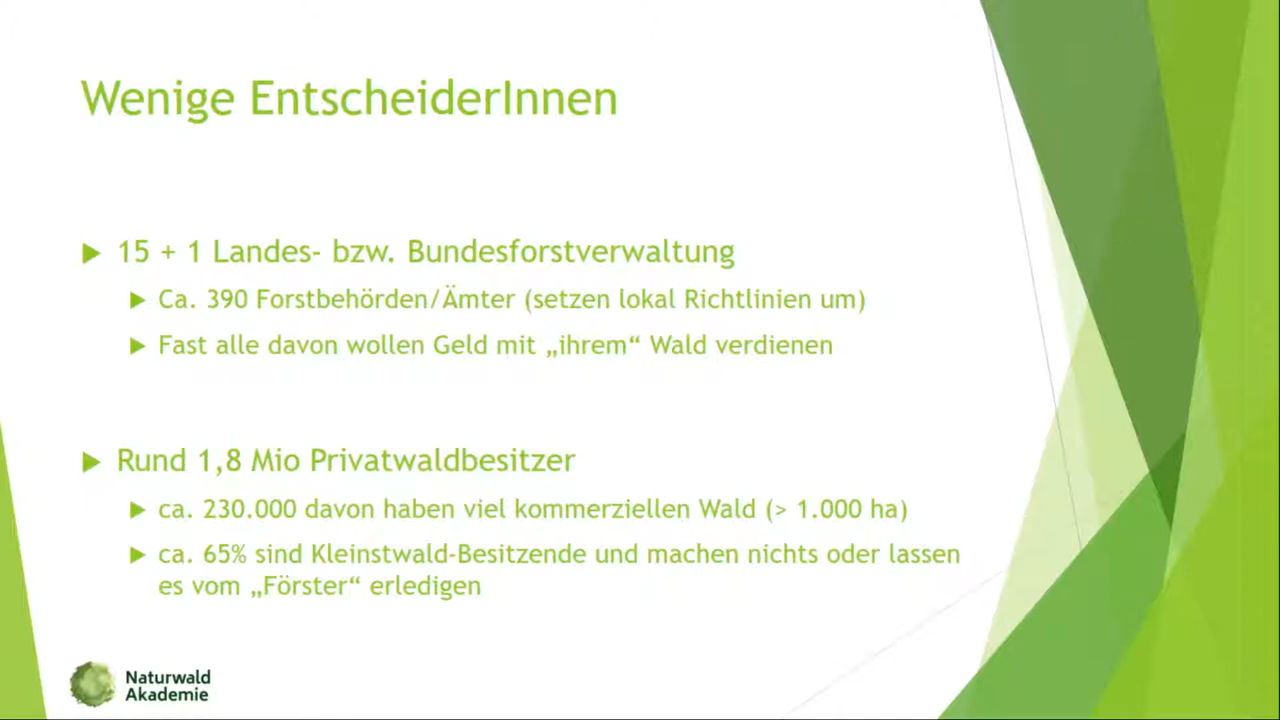 Wenige EntscheiderInnen
15 + 1 Landes- bzw. Bundesforstverwaltung
Ca. 390 Forstbehörden/Ämter (setzen lokal Richtlinien um)
Fast alle davon wollen Geld mit „ihrem“ Wald verdienen
Rund 1,8 Mio Privatwaldbesitzer
ca. 230.000 davon haben viel kommerziellen Wald (> 1.000 ha)
ca. 65% sind Kleinstwald-Besitzende und machen nichts oder lassen
es vom „Förster“ erledigen
Naturwald
Akademie